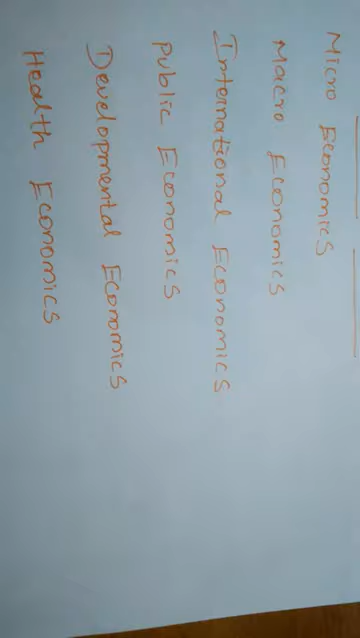 Micro Economics
Macro Economics
International Economics
Public Economics
Developmental Economics
Health Economics